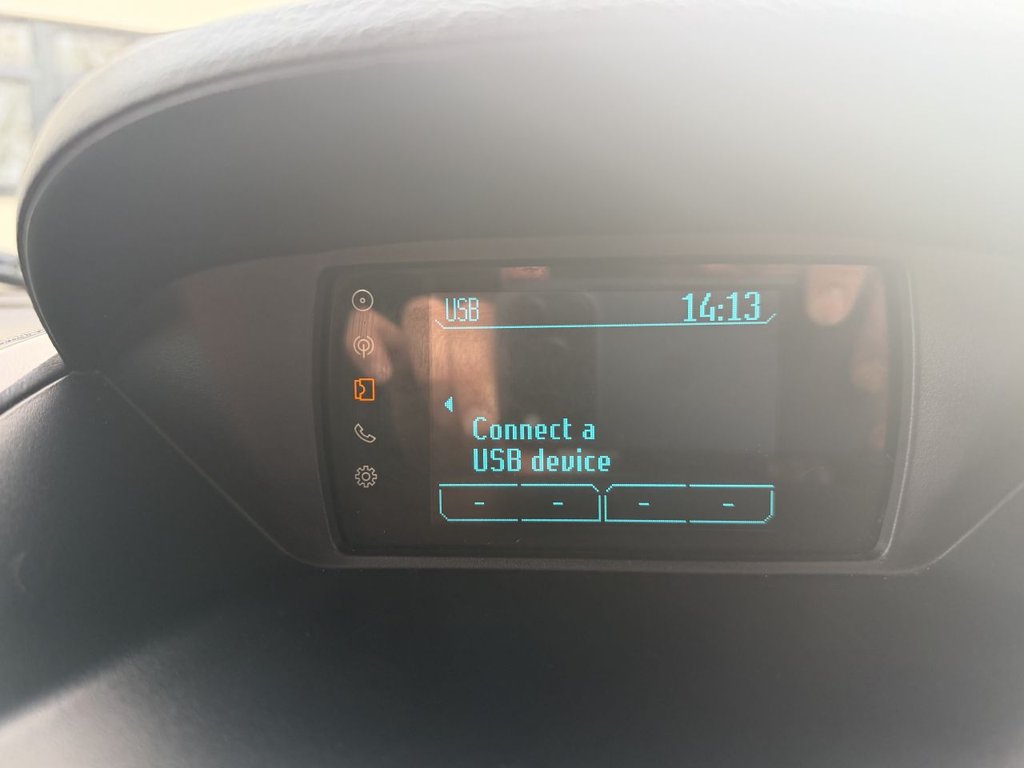 USB 14:13
Connect a
USB device
- - - -